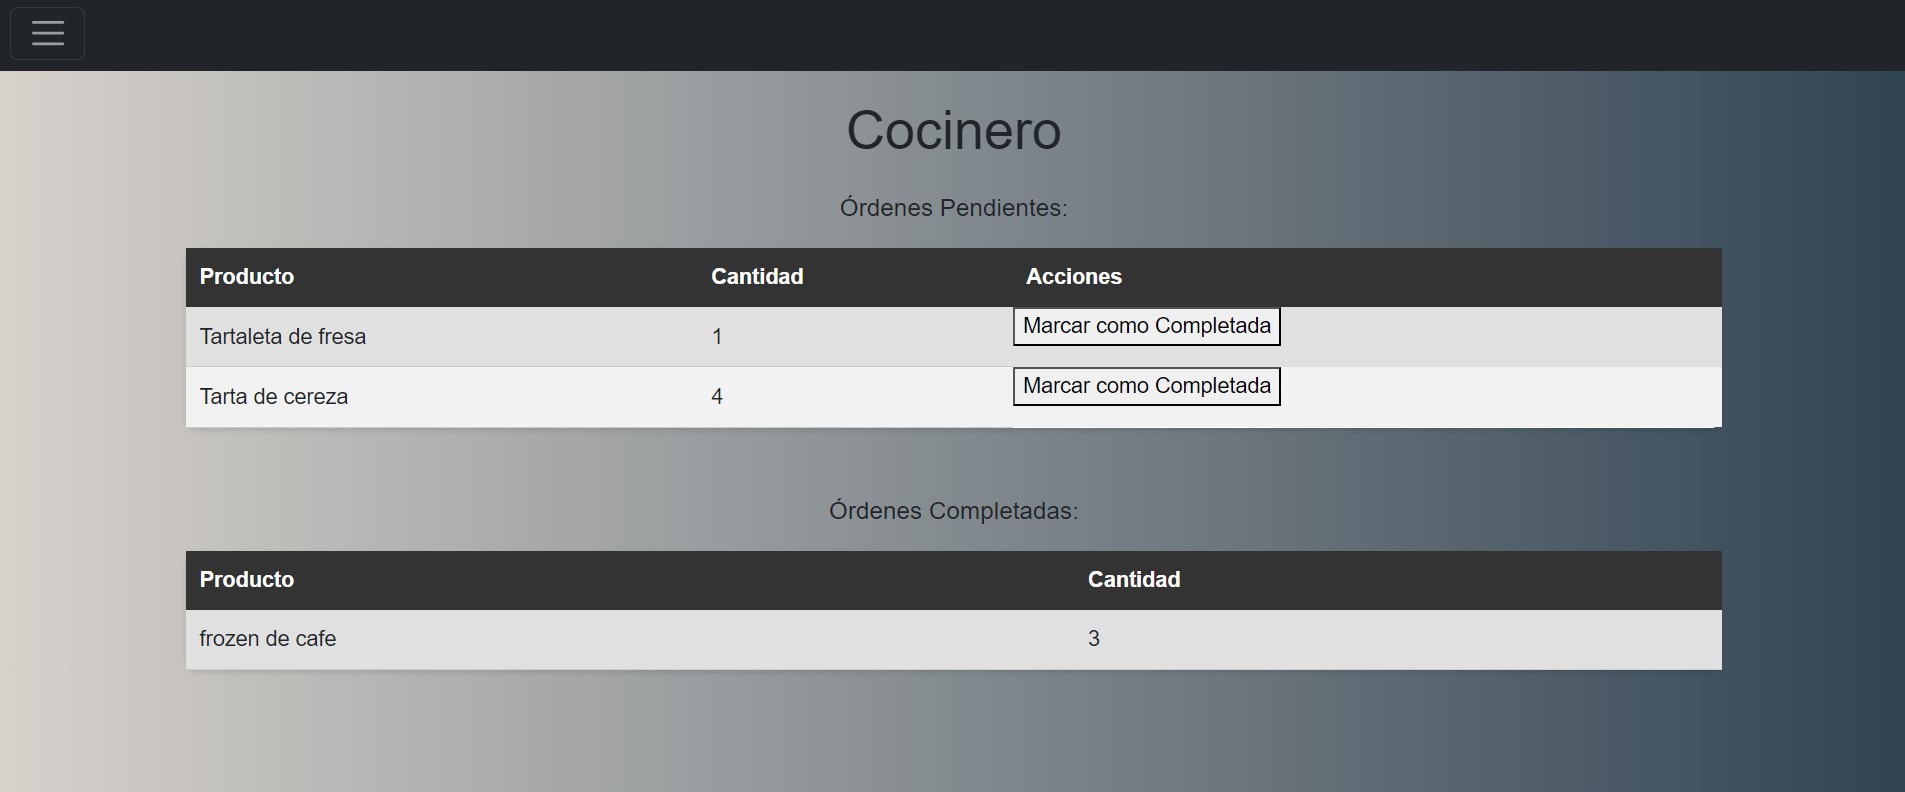 Cocinero
Órdenes Pendientes:
Producto Cantidad Acciones
Tartaleta de fresa 1 Marcar como Completada
Tarta de cereza 4 Marcar como Completada
Órdenes Completadas:
Producto Cantidad
frozen de cafe 3